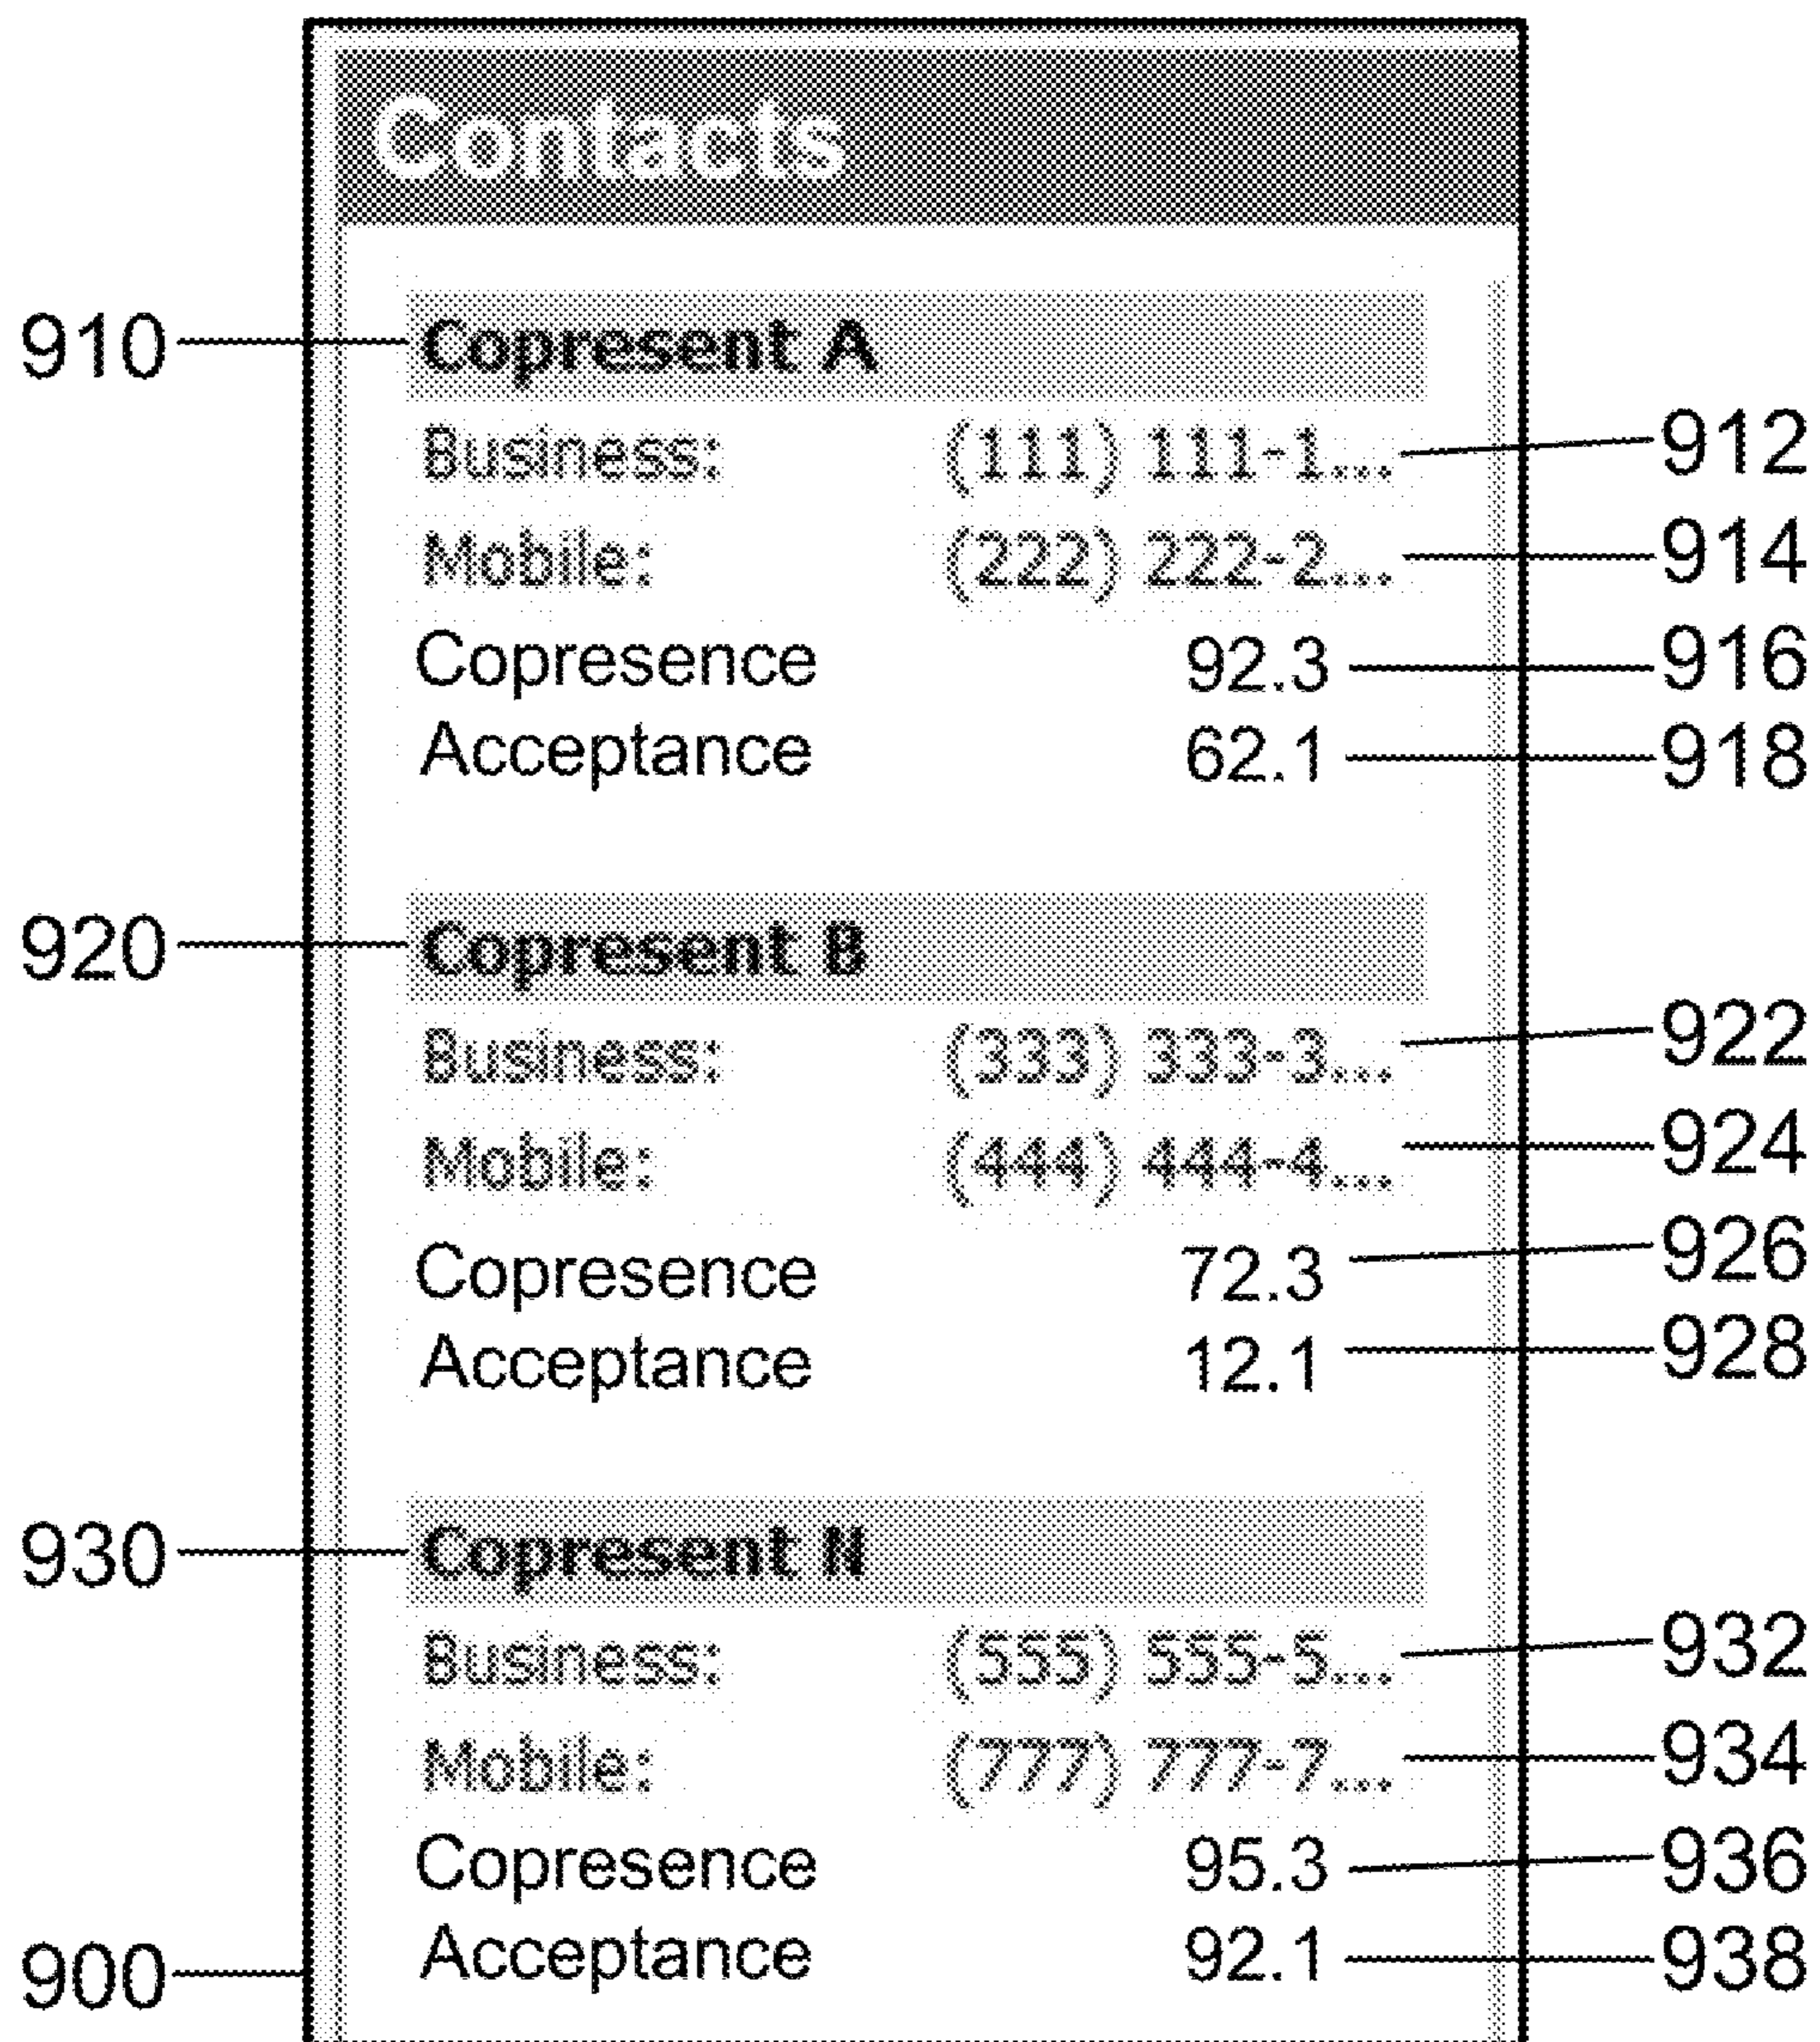 Contacts
910 Copresent A
Business: (111) 111-1... 912
Mobile: (222) 222-2... 914
Copresence 92.3 916
Acceptance 62.1 918
920 Copresent B
Business: (333) 333-3... 922
Mobile: (444) 444-4... 924
Copresence 72.3 926
Acceptance 12.1 928
930 Copresent N
Business: (555) 555-5... 932
Mobile: (777) 777-7... 934
Copresence 95.3 936
900 Acceptance 92.1 938